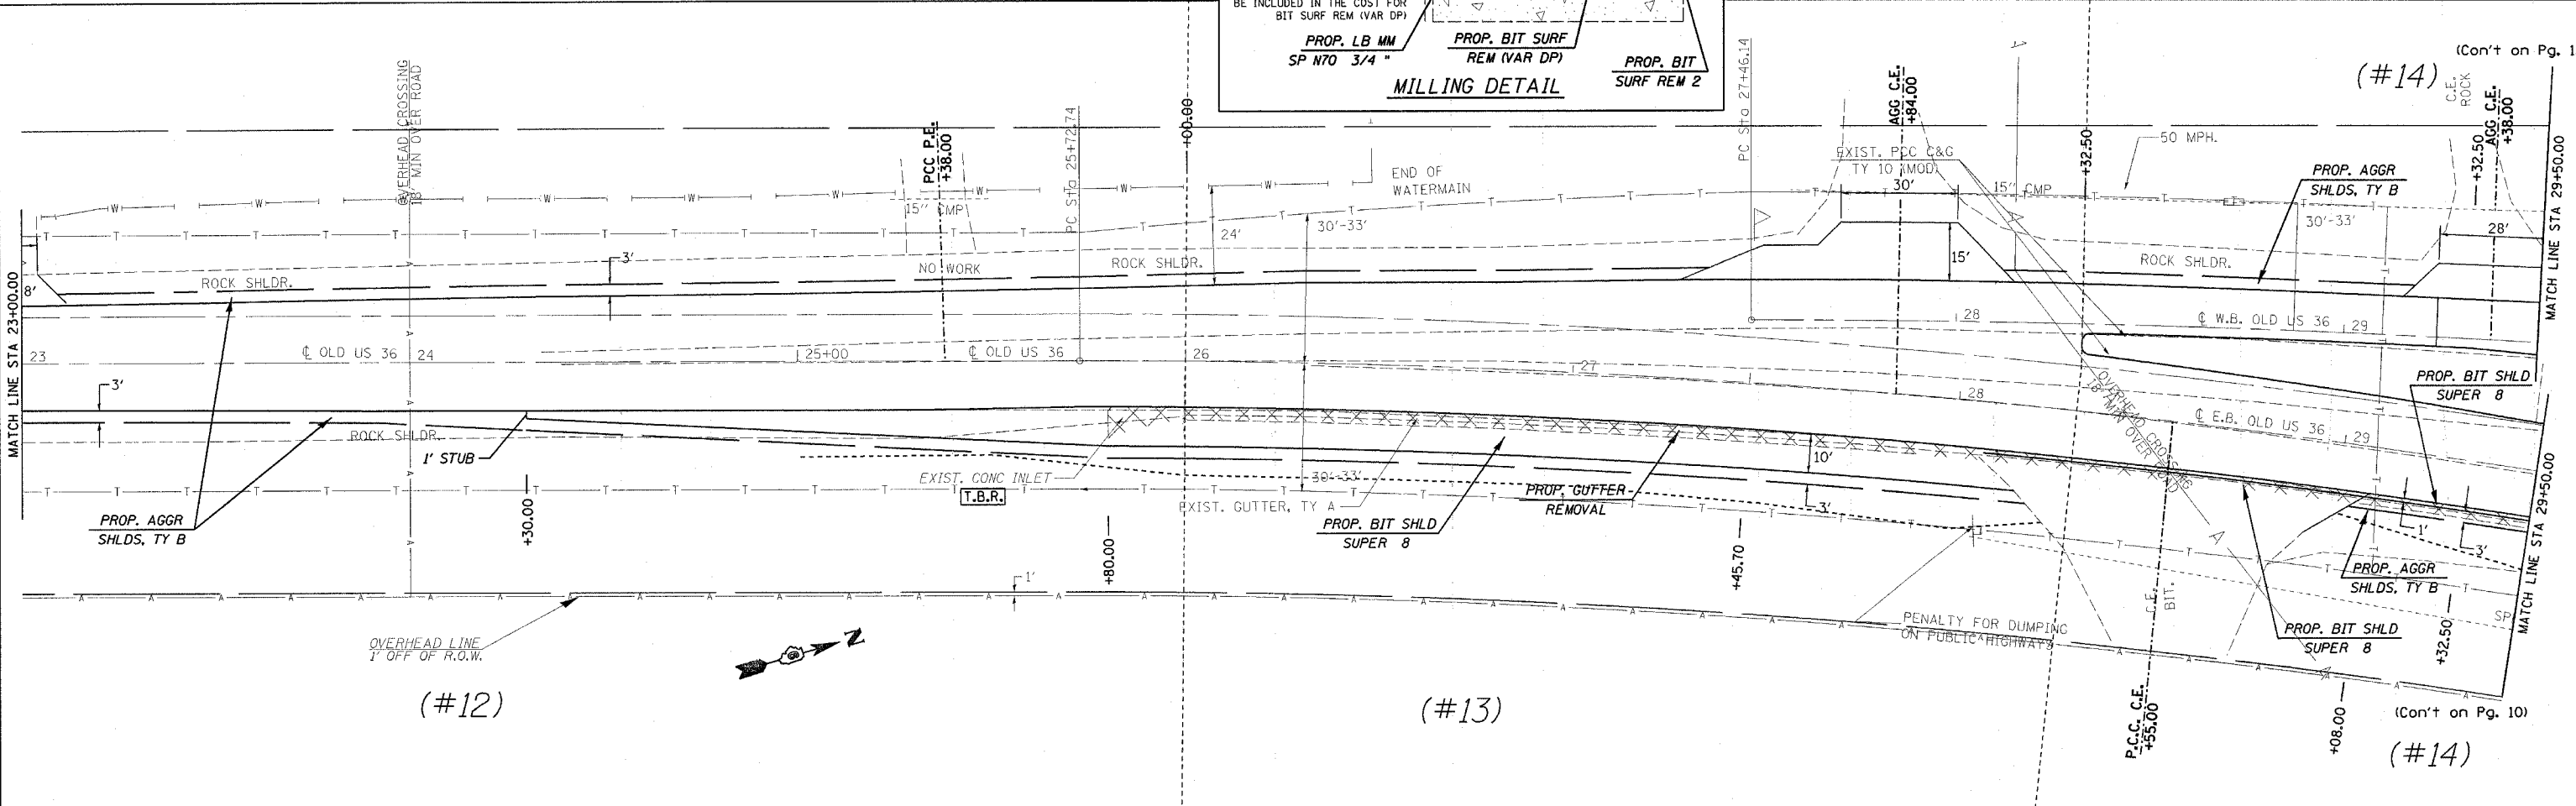 BE INCLUDED IN THE COST FOR
BIT SURF REM (VAR DP)
PROP. LB MM
SP N70 3/4 "
PROP. BIT SURF
REM (VAR DP)
PROP. BIT
SURF REM 2
MILLING DETAIL
(Con't on Pg. 1
(#14)
C.E.
ROCK
AGG C.E.
+38.00
+32.50
OVERHEAD CROSSING
18' MIN OVER ROAD
PCC P.E.
+38.00
PC Sta 25+72.74
+00.00
PC Sta 27+46.14
AGG C.E.
+84.00
+32.50
50 MPH.
EXIST. PCC C&G
TY 10 (MOD)
30'
15" CMP
PROP. AGGR
SHLDS, TY B
END OF
WATERMAIN
15" CMP
24'
30'-33'
30'-33'
28'
15'
8'
3'
ROCK SHLDR.
NO WORK
ROCK SHLDR.
ROCK SHLDR.
MATCH LINE STA 23+00.00
MATCH LINE STA 29+50.00
23
℄ OLD US 36
24
25+00
℄ OLD US 36
26
27
28
℄ W.B. OLD US 36
29
28
℄ E.B. OLD US 36
29
OVERHEAD CROSSING
18' MIN OVER ROAD
PROP. BIT SHLD
SUPER 8
3'
ROCK SHLDR.
1' STUB
EXIST. CONC INLET
T.B.R.
EXIST. GUTTER, TY A
30'-33'
PROP. BIT SHLD
SUPER 8
PROP. GUTTER
REMOVAL
10'
3'
1'
3'
PROP. AGGR
SHLDS, TY B
+30.00
+80.00
+45.70
PROP. AGGR
SHLDS, TY B
1'
OVERHEAD LINE
1' OFF OF R.O.W.
N
PENALTY FOR DUMPING
ON PUBLIC HIGHWAYS
C.E.
BIT.
PROP. BIT SHLD
SUPER 8
SP
+32.50
MATCH LINE STA 29+50.00
(#12)
(#13)
P.C.C. C.E.
+55.00
+08.00
(Con't on Pg. 10)
(#14)